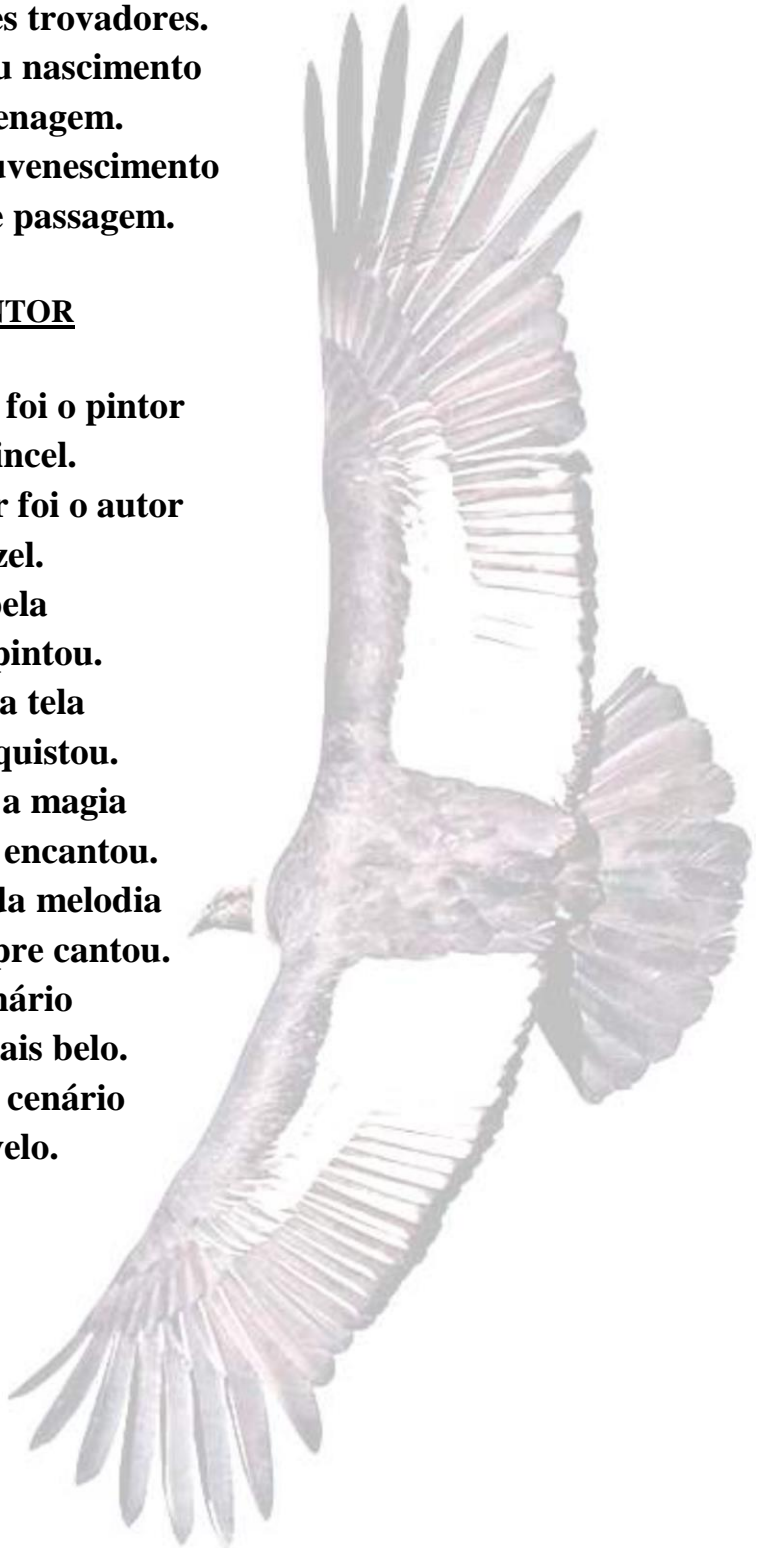 es trovadores.
u nascimento
enagem.
uvenescimento
e passagem.
NTOR
foi o pintor
incel.
r foi o autor
zel.
bela
pintou.
a tela
quistou.
a magia
encantou.
da melodia
pre cantou.
nário
ais belo.
cenário
velo.